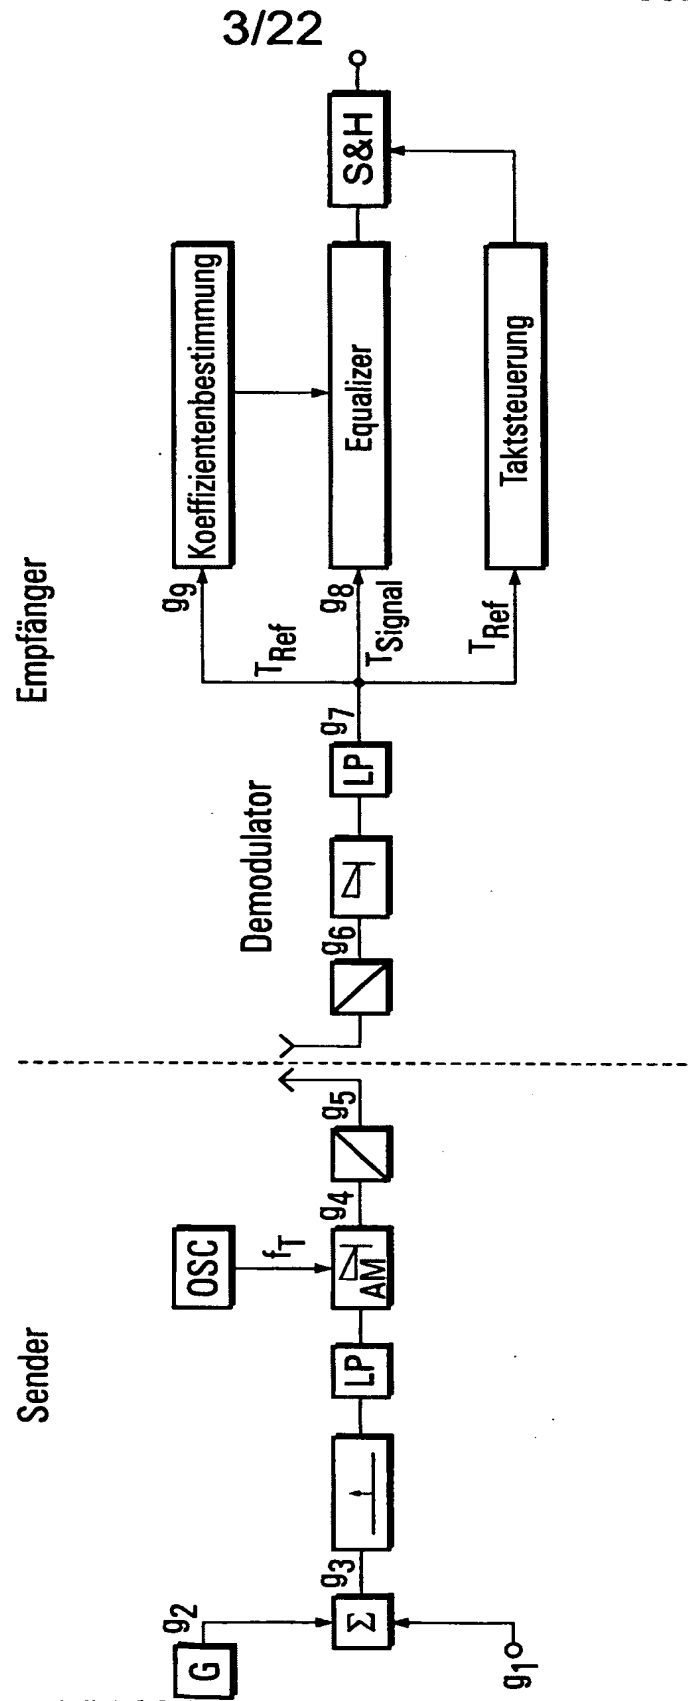 3/22
Sender
Empfänger
Demodulator
G
g2
g1
Σ
g3
LP
OSC
fT
AM
g4
g5
g6
LP
g7
TRef
g9
Koeffizientenbestimmung
TSignal
g8
Equalizer
TRef
Taktsteuerung
S&H